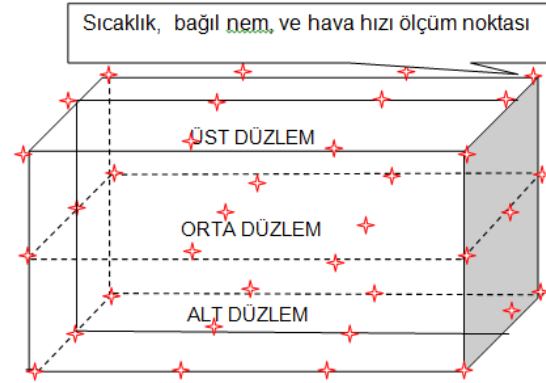 Sıcaklık, bağıl nem, ve hava hızı ölçüm noktası
ÜST DÜZLEM
ORTA DÜZLEM
ALT DÜZLEM